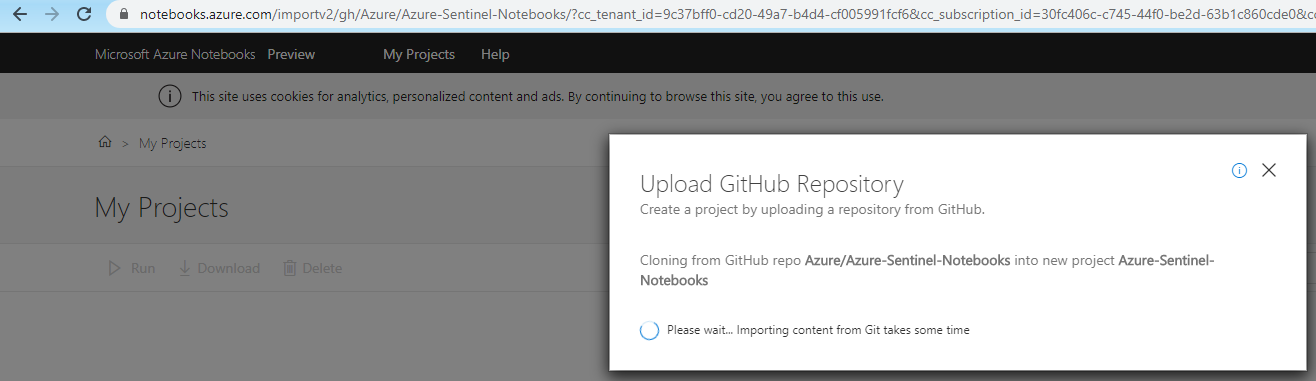 notebooks.azure.com/importv2/gh/Azure/Azure-Sentinel-Notebooks/?cc_tenant_id=9c37bff0-cd20-49a7-b4d4-cf005991fcf6&cc_subscription_id=30fc406c-c745-44f0-be2d-63b1c860cde0&c
Microsoft Azure Notebooks Preview My Projects Help
This site uses cookies for analytics, personalized content and ads. By continuing to browse this site, you agree to this use.
> My Projects
My Projects
Run Download Delete
Upload GitHub Repository
Create a project by uploading a repository from GitHub.
Cloning from GitHub repo Azure/Azure-Sentinel-Notebooks into new project Azure-Sentinel-
Notebooks
Please wait... Importing content from Git takes some time